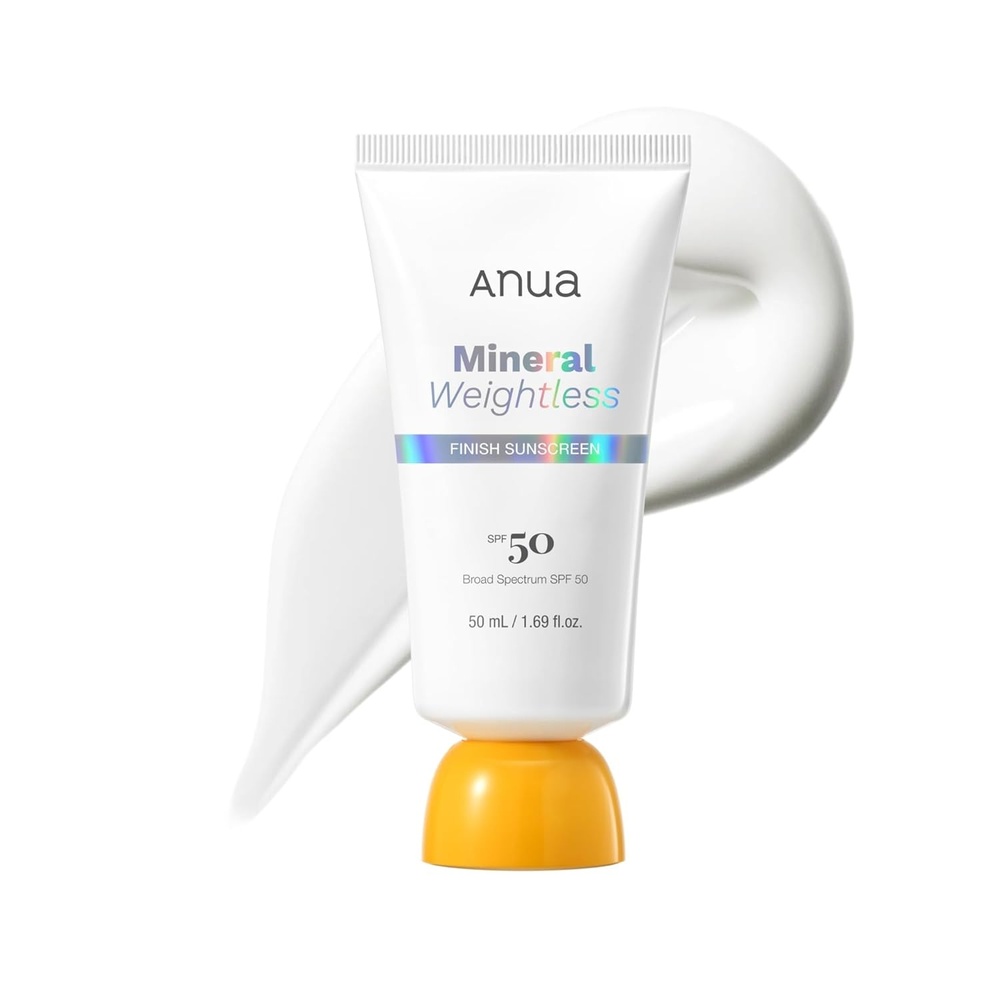 Anua
Mineral
Weightless
FINISH SUNSCREEN
SPF 50
Broad Spectrum SPF 50
50 mL / 1.69 fl.oz.